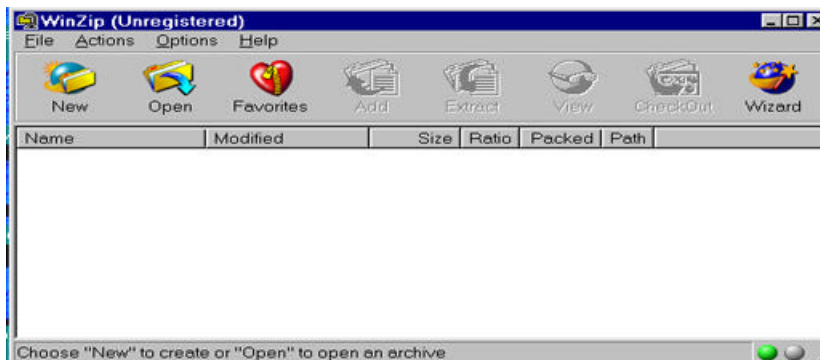 WinZip (Unregistered)
File Actions Options Help
New Open Favorites Add Extract View CheckOut Wizard
Name Modified Size Ratio Packed Path
Choose "New" to create or "Open" to open an archive